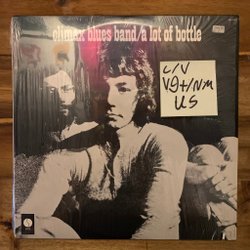 climax blues band/a lot of bottle
C/V
VG+/NM
US